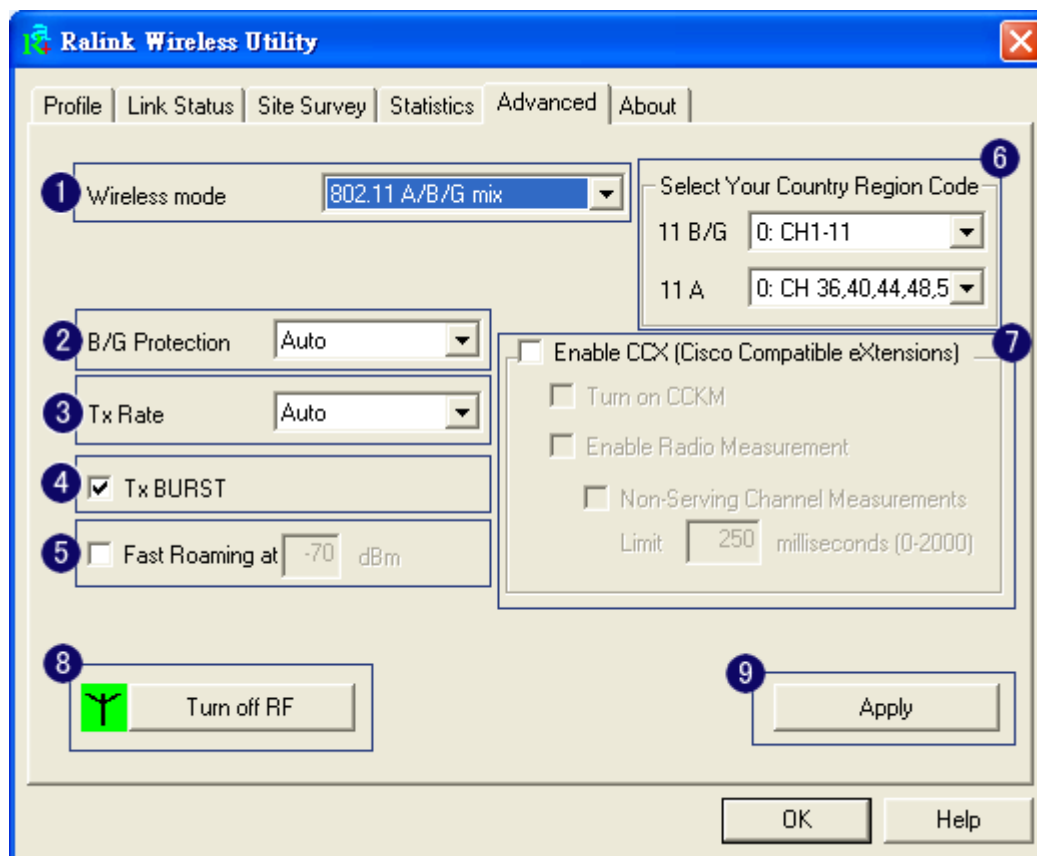 Ralink Wireless Utility
Profile Link Status Site Survey Statistics Advanced About
1 Wireless mode 802.11 A/B/G mix
6
Select Your Country Region Code
11 B/G 0: CH1-11
11 A 0: CH 36,40,44,48,5
2 B/G Protection Auto
3 Tx Rate Auto
4 Tx BURST
5 Fast Roaming at -70 dBm
7
Enable CCX (Cisco Compatible eXtensions)
Turn on CCKM
Enable Radio Measurement
Non-Serving Channel Measurements
Limit 250 milliseconds (0-2000)
8
Turn off RF
9
Apply
OK Help